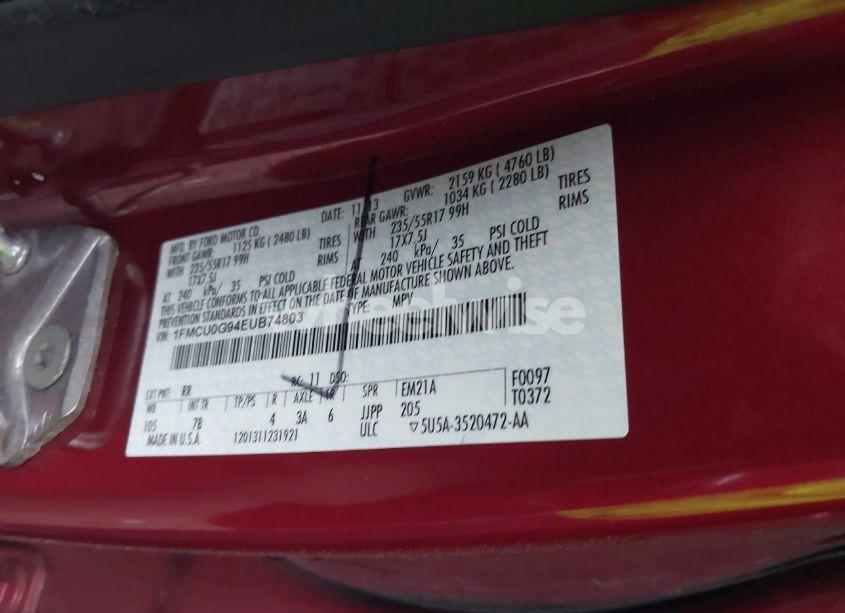 MFD. BY FORD MOTOR CO. DATE: 11/13 GVWR: 2159 KG ( 4760 LB)
FRONT GAWR: 1125 KG ( 2480 LB) REAR GAWR: 1034 KG ( 2280 LB)
WITH 235/55R17 99H TIRES WITH 235/55R17 99H TIRES
17X7.5J RIMS 17X7.5J RIMS
AT 240 kPa/ 35 PSI COLD AT 240 kPa/ 35 PSI COLD
THIS VEHICLE CONFORMS TO ALL APPLICABLE FEDERAL MOTOR VEHICLE SAFETY AND THEFT
PREVENTION STANDARDS IN EFFECT ON THE DATE OF MANUFACTURE SHOWN ABOVE.
VIN: 1FMCU0G94EUB74803 TYPE: MPV
EXT PNT: RR RC: 11 DSO: F0097
WB INT TR TP/PS R AXLE TR SPR EM21A T0372
105 7B 4 3A 6 JJPP 205
MADE IN U.S.A. 1201311231921 ULC ▽5U5A-3520472-AA